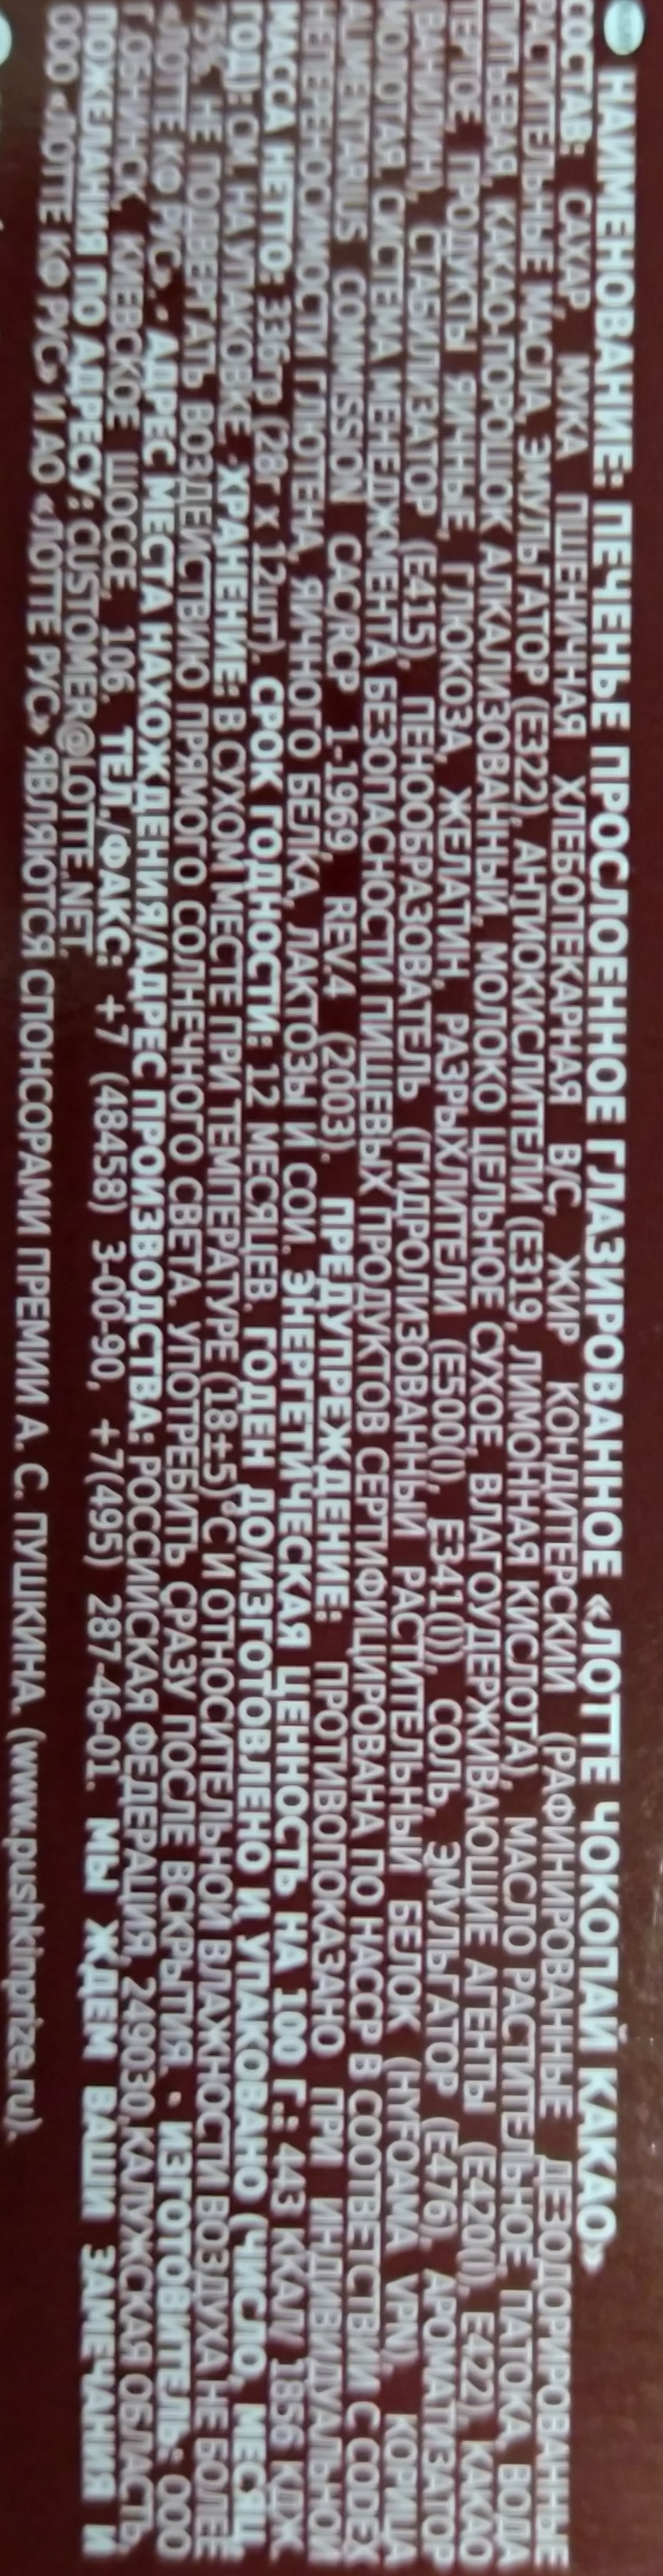 НАИМЕНОВАНИЕ: ПЕЧЕНЬЕ ПРОСЛОЕННОЕ ГЛАЗИРОВАННОЕ «ЛОТТЕ ЧОКОПАЙ КАКАО»
СОСТАВ: САХАР, МУКА ПШЕНИЧНАЯ ХЛЕБОПЕКАРНАЯ В/С, ЖИР КОНДИТЕРСКИЙ (РАФИНИРОВАННЫЕ ДЕЗОДОРИРОВАННЫЕ
РАСТИТЕЛЬНЫЕ МАСЛА, ЭМУЛЬГАТОР (Е322), АНТИОКИСЛИТЕЛИ (Е319, ЛИМОННАЯ КИСЛОТА), МАСЛО РАСТИТЕЛЬНОЕ, ПАТОКА, ВОДА
ПИТЬЕВАЯ, КАКАО-ПОРОШОК АЛКАЛИЗОВАННЫЙ, МОЛОКО ЦЕЛЬНОЕ СУХОЕ, ВЛАГОУДЕРЖИВАЮЩИЕ АГЕНТЫ (Е420(I), Е422), КАКАО
ТЕРТОЕ, ПРОДУКТЫ ЯИЧНЫЕ, ГЛЮКОЗА, ЖЕЛАТИН, РАЗРЫХЛИТЕЛИ (Е500(I), Е341(I)), СОЛЬ, ЭМУЛЬГАТОР (Е476), АРОМАТИЗАТОР
(ВАНИЛИН), СТАБИЛИЗАТОР (Е415), ПЕНООБРАЗОВАТЕЛЬ (ГИДРОЛИЗОВАННЫЙ РАСТИТЕЛЬНЫЙ БЕЛОК (HYFOAMA VPN), КОРИЦА
МОЛОТАЯ. СИСТЕМА МЕНЕДЖМЕНТА БЕЗОПАСНОСТИ ПИЩЕВЫХ ПРОДУКТОВ СЕРТИФИЦИРОВАНА ПО HACCP В СООТВЕТСТВИИ С CODEX
ALIMENTARIUS COMMISSION CAC/RCP 1-1969 REV.4 (2003). ПРЕДУПРЕЖДЕНИЕ: ПРОТИВОПОКАЗАНО ПРИ ИНДИВИДУАЛЬНОЙ
НЕПЕРЕНОСИМОСТИ ГЛЮТЕНА, ЯИЧНОГО БЕЛКА, ЛАКТОЗЫ И СОИ. ЭНЕРГЕТИЧЕСКАЯ ЦЕННОСТЬ НА 100 Г.: 443 ККАЛ/ 1856 КДЖ.
МАССА НЕТТО: 336гр (28г х 12шт). СРОК ГОДНОСТИ: 12 МЕСЯЦЕВ. ГОДЕН ДО/ИЗГОТОВЛЕНО И УПАКОВАНО (ЧИСЛО, МЕСЯЦ,
ГОД): СМ. НА УПАКОВКЕ. ХРАНЕНИЕ: В СУХОМ МЕСТЕ ПРИ ТЕМПЕРАТУРЕ (18±5)°С И ОТНОСИТЕЛЬНОЙ ВЛАЖНОСТИ ВОЗДУХА НЕ БОЛЕЕ
75%. НЕ ПОДВЕРГАТЬ ВОЗДЕЙСТВИЮ ПРЯМОГО СОЛНЕЧНОГО СВЕТА. УПОТРЕБИТЬ СРАЗУ ПОСЛЕ ВСКРЫТИЯ. • ИЗГОТОВИТЕЛЬ: ООО
«ЛОТТЕ КФ РУС». • АДРЕС МЕСТА НАХОЖДЕНИЯ/АДРЕС ПРОИЗВОДСТВА: РОССИЙСКАЯ ФЕДЕРАЦИЯ, 249030, КАЛУЖСКАЯ ОБЛАСТЬ,
Г.ОБНИНСК, КИЕВСКОЕ ШОССЕ, 106. ТЕЛ./ФАКС: +7 (48458) 3-00-90, +7(495) 287-46-01. МЫ ЖДЕМ ВАШИ ЗАМЕЧАНИЯ И
ПОЖЕЛАНИЯ ПО АДРЕСУ: CUSTOMER@LOTTE.NET.
ООО «ЛОТТЕ КФ РУС» И АО «ЛОТТЕ РУС» ЯВЛЯЮТСЯ СПОНСОРАМИ ПРЕМИИ А. С. ПУШКИНА. (www.pushkinprize.ru).